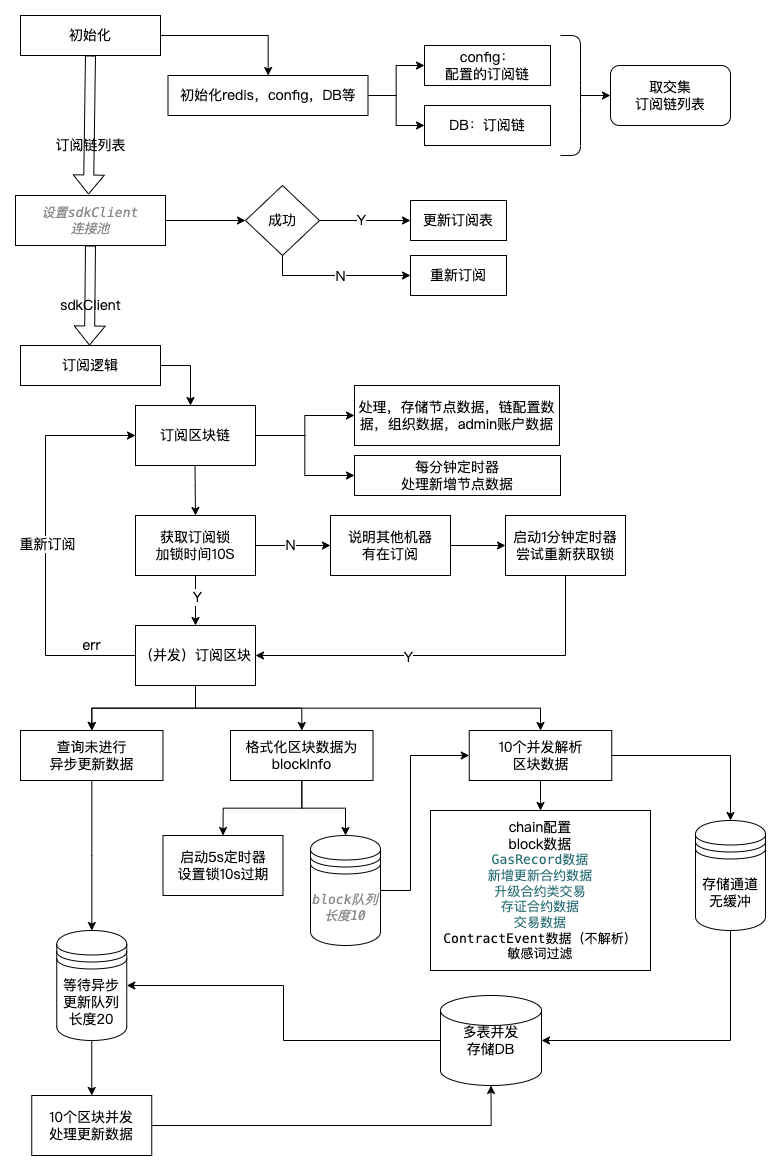 初始化
初始化redis，config，DB等
config：
配置的订阅链
DB：订阅链
取交集
订阅链列表
订阅链列表
设置sdkClient
连接池
成功
Y
更新订阅表
N
重新订阅
sdkClient
订阅逻辑
订阅区块链
处理，存储节点数据，链配置数
据，组织数据，admin账户数据
每分钟定时器
处理新增节点数据
重新订阅
获取订阅锁
加锁时间10S
N
说明其他机器
有在订阅
启动1分钟定时器
尝试重新获取锁
Y
err
（并发）订阅区块
Y
查询未进行
异步更新数据
格式化区块数据为
blockInfo
10个并发解析
区块数据
启动5s定时器
设置锁10s过期
block队列
长度10
chain配置
block数据
GasRecord数据
新增更新合约数据
升级合约类交易
存证合约数据
交易数据
ContractEvent数据（不解析）
敏感词过滤
存储通道
无缓冲
等待异步
更新队列
长度20
多表并发
存储DB
10个区块并发
处理更新数据